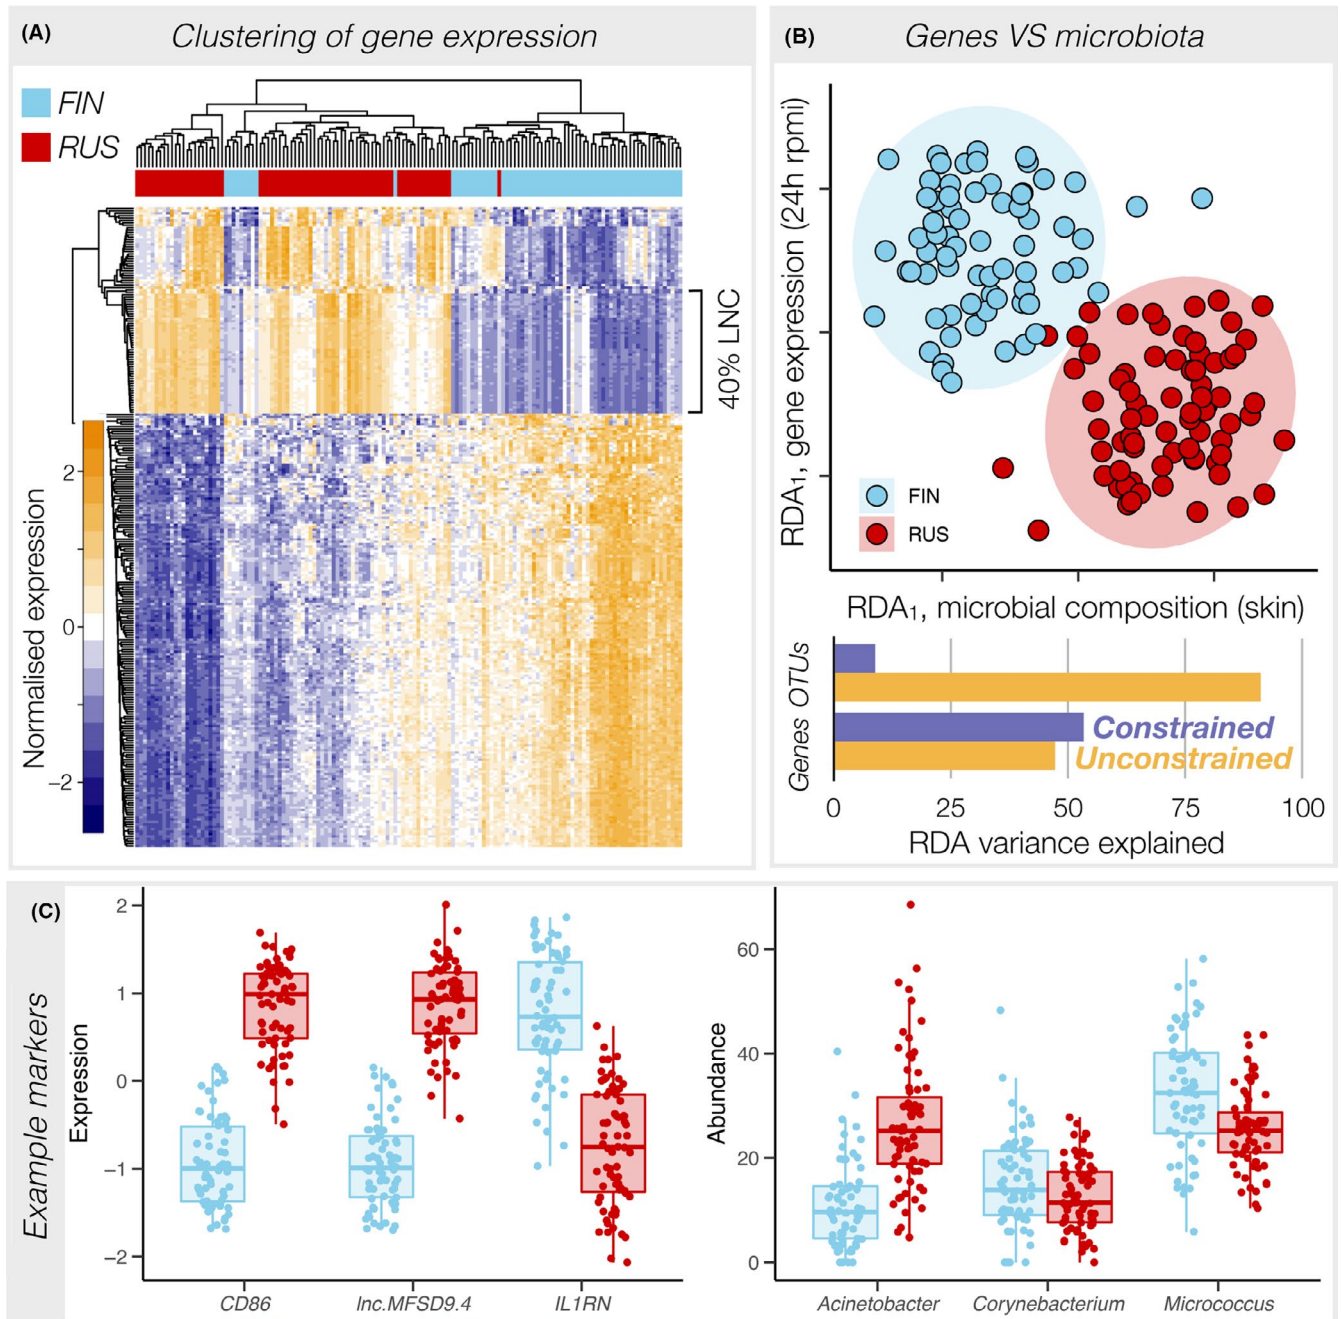 (A) Clustering of gene expression
FIN
RUS
40% LNC
Normalised expression
2
0
−2
(B) Genes VS microbiota
RDA1, gene expression (24h rpmi)
FIN
RUS
RDA1, microbial composition (skin)
OTUs
Genes
Constrained
Unconstrained
0 25 50 75 100
RDA variance explained
(C)
Example markers
Expression
2
1
0
−1
−2
CD86 lnc.MFSD9.4 IL1RN
Abundance
60
40
20
0
Acinetobacter Corynebacterium Micrococcus